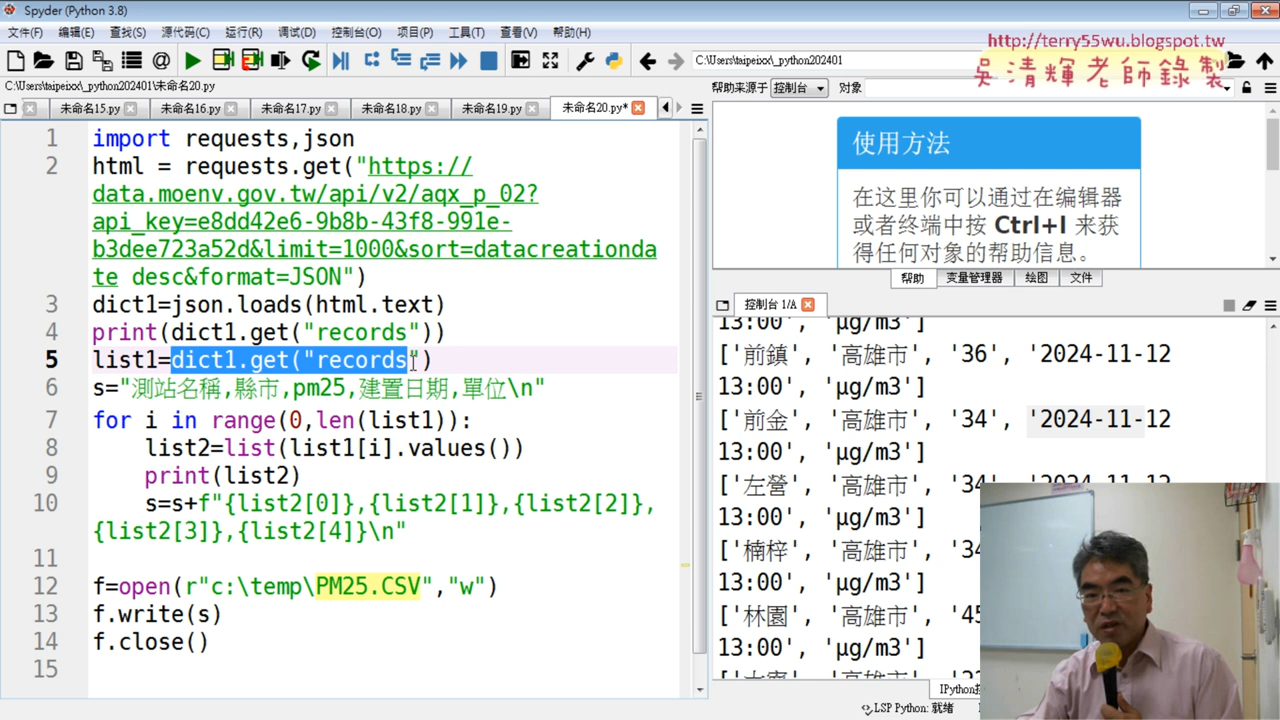 Spyder (Python 3.8)
文件(F) 编辑(E) 查找(S) 源代码(C) 运行(R) 调试(D) 控制台(O) 项目(P) 工具(T) 查看(V) 帮助(H)
C:\Users\taipeixx\_python202401
http://terry55wu.blogspot.tw
吳清輝老師錄製
C:\Users\taipeixx\_python202401\未命名20.py
未命名15.py 未命名16.py 未命名17.py 未命名18.py 未命名19.py 未命名20.py*
1 import requests,json
2 html = requests.get("https://
data.moenv.gov.tw/api/v2/aqx_p_02?
api_key=e8dd42e6-9b8b-43f8-991e-
b3dee723a52d&limit=1000&sort=datacreationda
te desc&format=JSON")
3 dict1=json.loads(html.text)
4 print(dict1.get("records"))
5 list1=dict1.get("records")
6 s="測站名稱,縣市,pm25,建置日期,單位\n"
7 for i in range(0,len(list1)):
8 list2=list(list1[i].values())
9 print(list2)
10 s=s+f"{list2[0]},{list2[1]},{list2[2]},
{list2[3]},{list2[4]}\n"
11
12 f=open(r"c:\temp\PM25.CSV","w")
13 f.write(s)
14 f.close()
15
帮助来源于 控制台 对象
使用方法
在这里你可以通过在编辑器
或者终端中按 Ctrl+I 来获
得任何对象的帮助信息。
帮助 变量管理器 绘图 文件
控制台 1/A
13:00', 'μg/m3']
['前鎮', '高雄市', '36', '2024-11-12
13:00', 'μg/m3']
['前金', '高雄市', '34', '2024-11-12
13:00', 'μg/m3']
['左營', '高雄市', '34', '2024-11-12
13:00', 'μg/m3']
['楠梓', '高雄市', '34
13:00', 'μg/m3']
['林園', '高雄市', '45
13:00', 'μg/m3']
IPython
LSP Python: 就绪